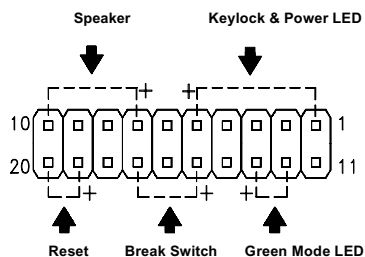 Speaker Keylock & Power LED
+ +
10 1
20 11
+ + +
Reset Break Switch Green Mode LED